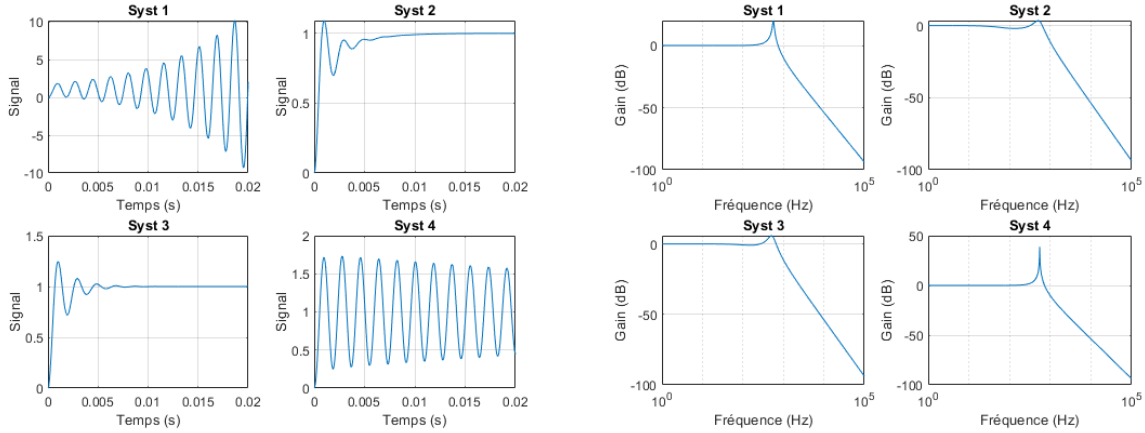 Syst 1
10
5
0
-5
-10
Signal
0 0.005 0.01 0.015 0.02
Temps (s)
Syst 2
1
0.5
0
Signal
0 0.005 0.01 0.015 0.02
Temps (s)
Syst 1
0
-50
-100
Gain (dB)
10^0 10^5
Fréquence (Hz)
Syst 2
0
-50
-100
Gain (dB)
10^0 10^5
Fréquence (Hz)
Syst 3
1.5
1
0.5
0
Signal
0 0.005 0.01 0.015 0.02
Temps (s)
Syst 4
2
1.5
1
0.5
0
Signal
0 0.005 0.01 0.015 0.02
Temps (s)
Syst 3
0
-50
-100
Gain (dB)
10^0 10^5
Fréquence (Hz)
Syst 4
50
0
-50
-100
Gain (dB)
10^0 10^5
Fréquence (Hz)